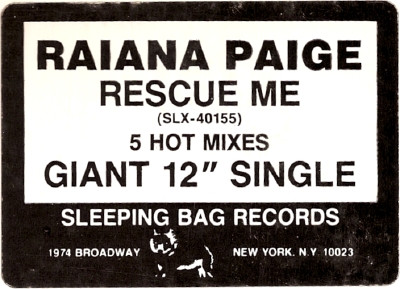 RAIANA PAIGE
RESCUE ME
(SLX-40155)
5 HOT MIXES
GIANT 12" SINGLE
SLEEPING BAG RECORDS
1974 BROADWAY NEW YORK. N.Y. 10023